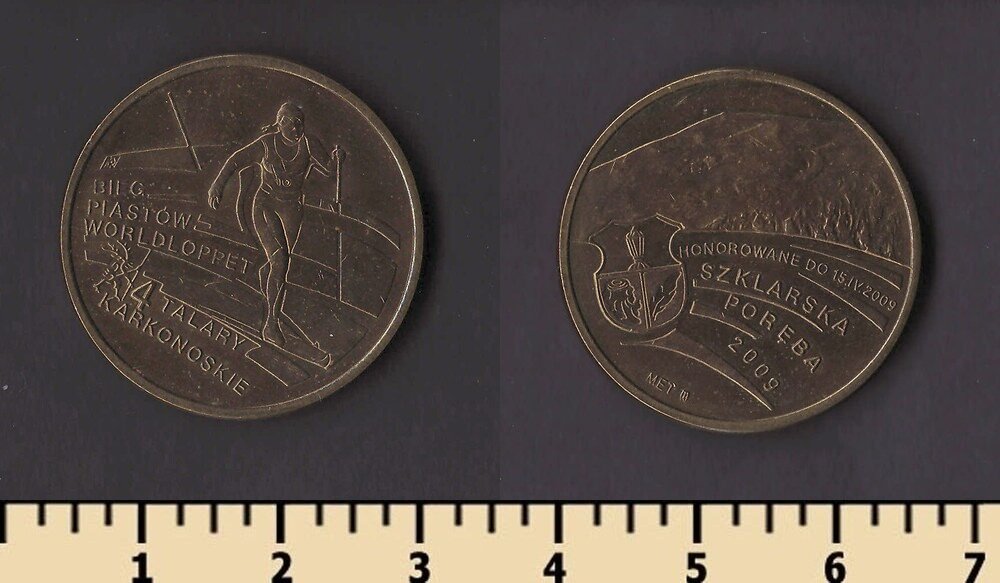 BIEG
PIASTÓW
WORLDLOPPET
4 TALARY
KARKONOSKIE
HONOROWANE DO 15.IV 2009
SZKLARSKA
PORĘBA
2009
MET
1 2 3 4 5 6 7